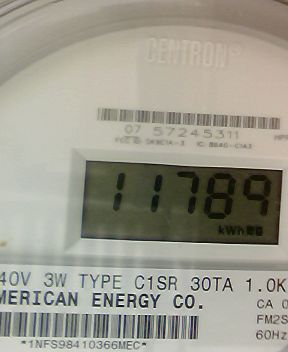 CENTRON®
07 57245311
11789
kWh
40V 3W TYPE C1SR 30TA 1.0K
MERICAN ENERGY CO.
CA 0
FM2S
60Hz
*1NFS98410366MEC*